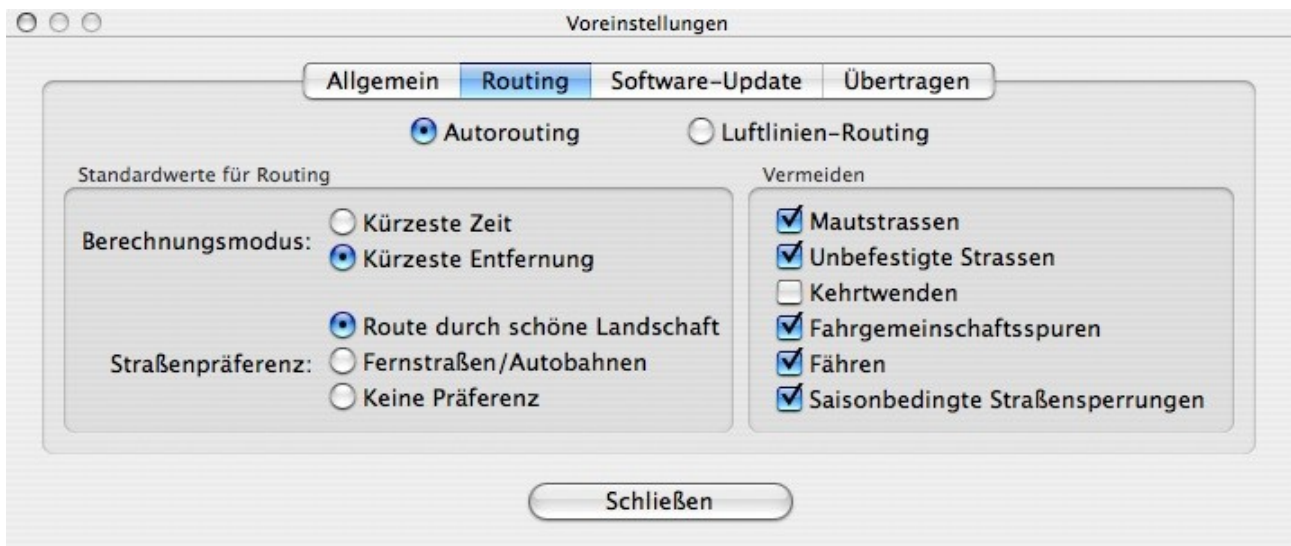 Voreinstellungen
Allgemein Routing Software-Update Übertragen
Autorouting Luftlinien-Routing
Standardwerte für Routing
Berechnungsmodus:
Kürzeste Zeit
Kürzeste Entfernung
Straßenpräferenz:
Route durch schöne Landschaft
Fernstraßen/Autobahnen
Keine Präferenz
Vermeiden
Mautstrassen
Unbefestigte Strassen
Kehrtwenden
Fahrgemeinschaftsspuren
Fähren
Saisonbedingte Straßensperrungen
Schließen